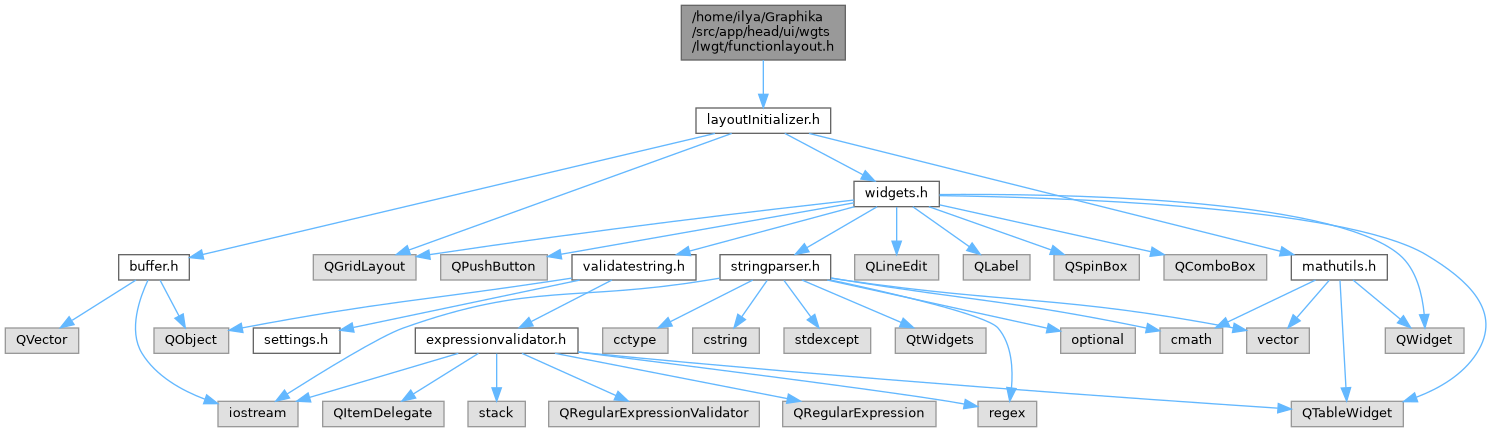 /home/ilya/Graphika
/src/app/head/ui/wgts
/lwgt/functionlayout.h
layoutInitializer.h
widgets.h
buffer.h
QGridLayout
QPushButton
validatestring.h
stringparser.h
QLineEdit
QLabel
QSpinBox
QComboBox
mathutils.h
QVector
QObject
settings.h
expressionvalidator.h
cctype
cstring
stdexcept
QtWidgets
optional
cmath
vector
QWidget
iostream
QItemDelegate
stack
QRegularExpressionValidator
QRegularExpression
regex
QTableWidget